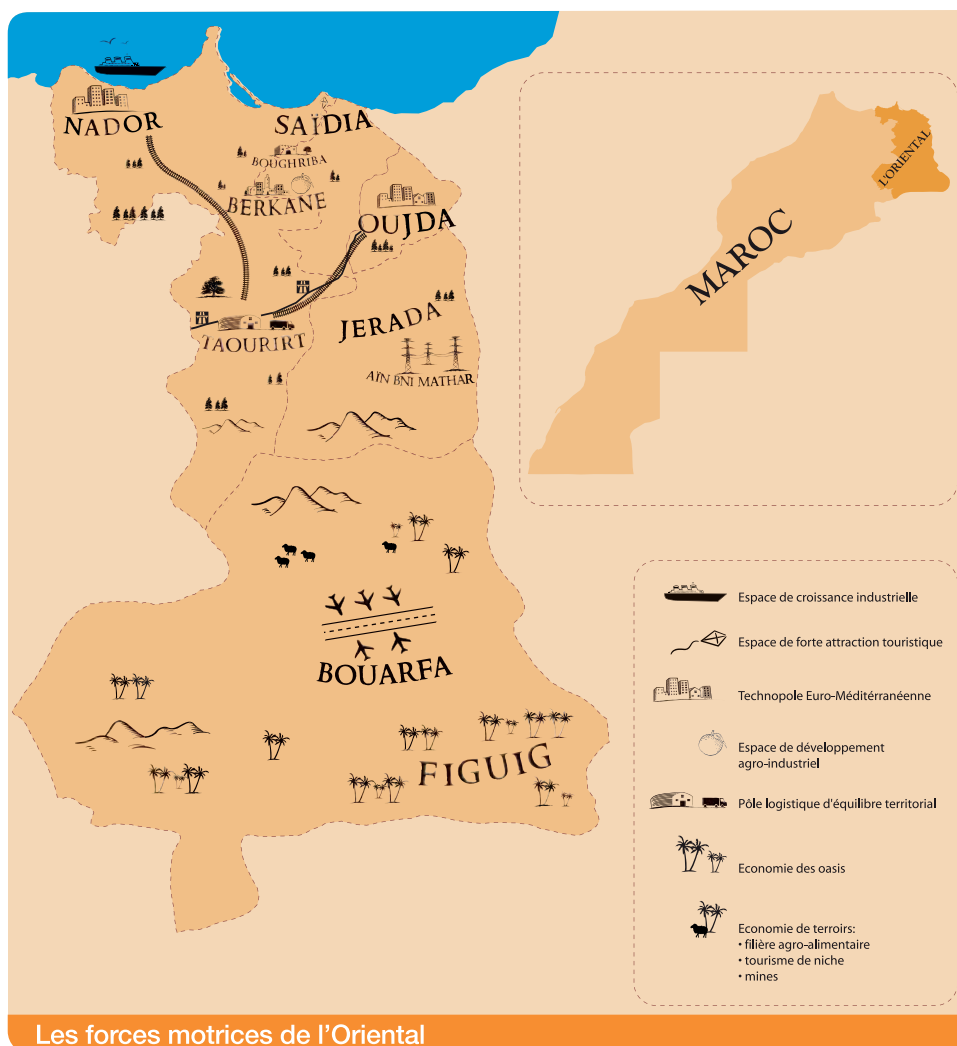 NADOR
SAÏDIA
BOUGHRIBA
BERKANE
OUJDA
TAOURIRT
JERADA
AÏN BNI MATHAR
BOUARFA
FIGUIG
MAROC
L'ORIENTAL
Espace de croissance industrielle
Espace de forte attraction touristique
Technopole Euro-Méditérranéenne
Espace de développement
agro-industriel
Pôle logistique d'équilibre territorial
Economie des oasis
Economie de terroirs:
• filière agro-alimentaire
• tourisme de niche
• mines
Les forces motrices de l'Oriental